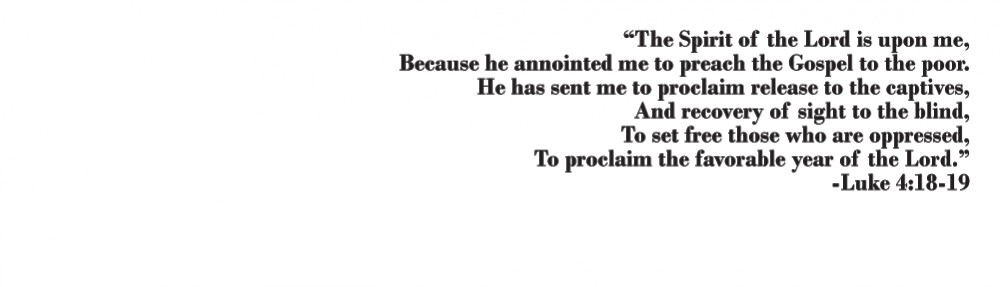 “The Spirit of the Lord is upon me,
Because he annointed me to preach the Gospel to the poor.
He has sent me to proclaim release to the captives,
And recovery of sight to the blind,
To set free those who are oppressed,
To proclaim the favorable year of the Lord.”
-Luke 4:18-19